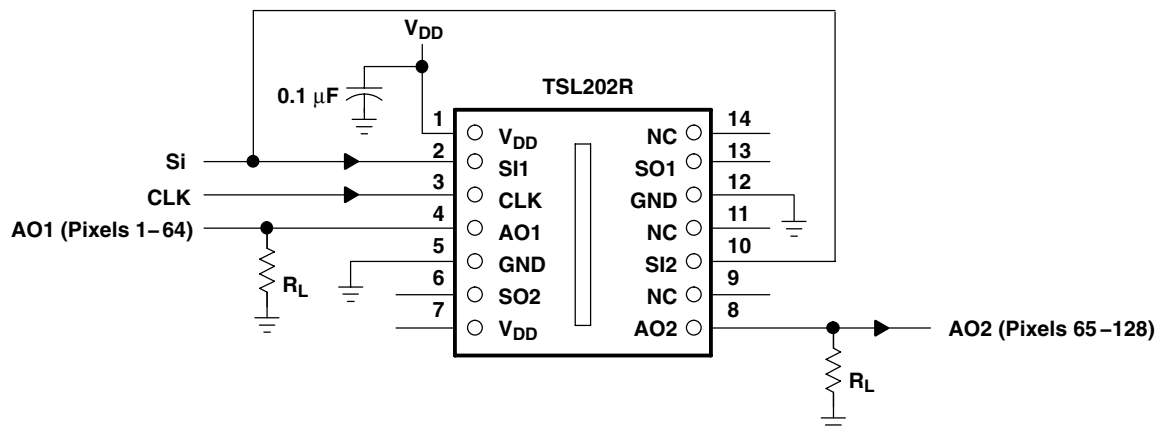 VDD
0.1 µF
TSL202R
1
VDD
Si
2
SI1
CLK
3
CLK
AO1 (Pixels 1–64)
4
AO1
5
GND
RL
6
SO2
7
VDD
14
NC
13
SO1
12
GND
11
NC
10
SI2
9
NC
8
AO2
AO2 (Pixels 65–128)
RL